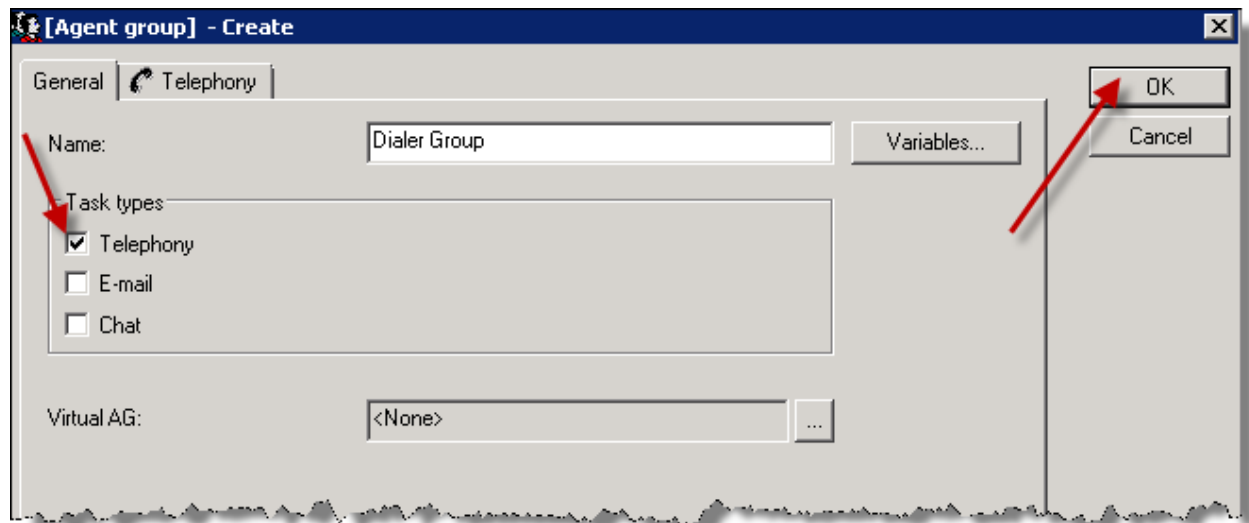 [Agent group] - Create
General Telephony
OK
Name: Dialer Group Variables... Cancel
Task types
Telephony
E-mail
Chat
Virtual AG: <None> ...